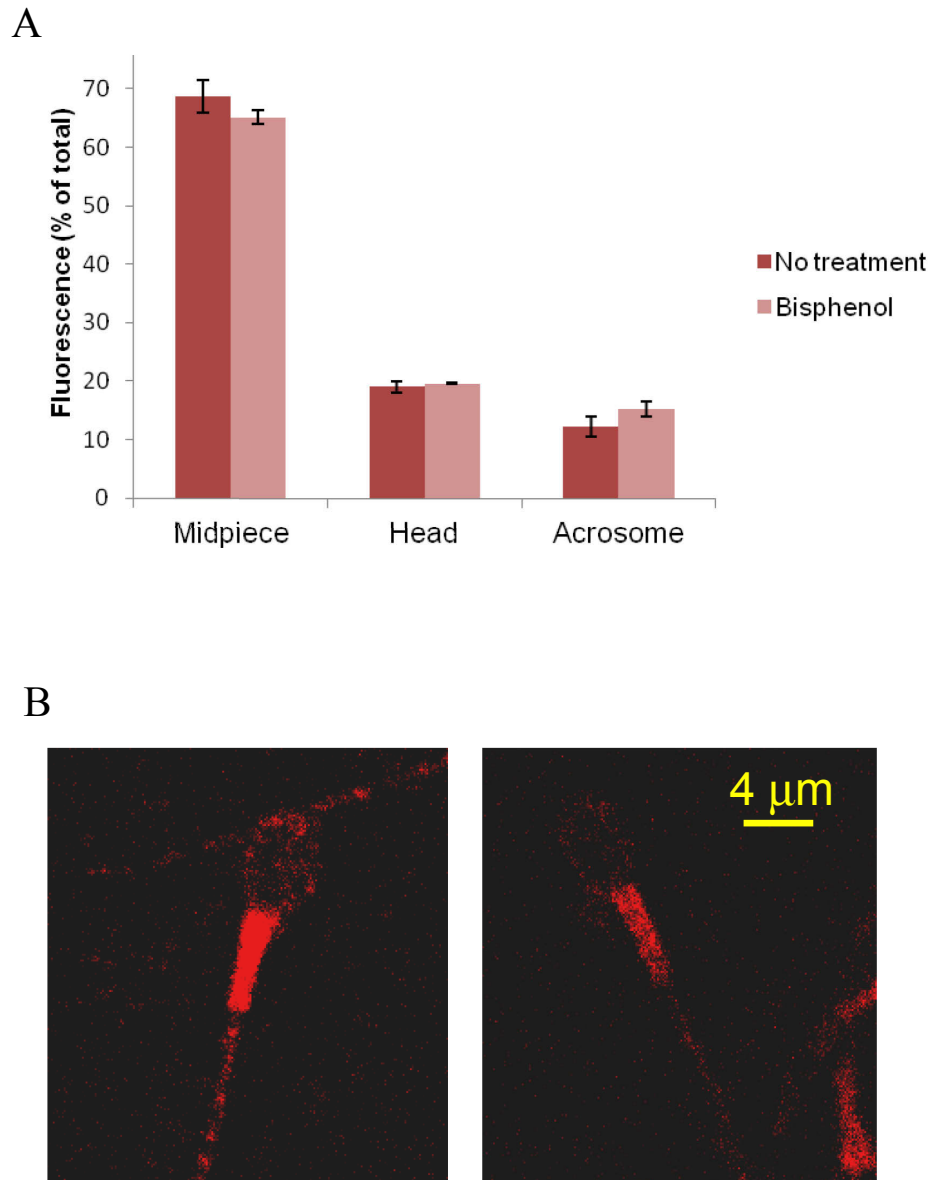 A
Fluorescence (% of total)
70
60
50
40
30
20
10
0
Midpiece Head Acrosome
No treatment
Bisphenol
B
4 μm